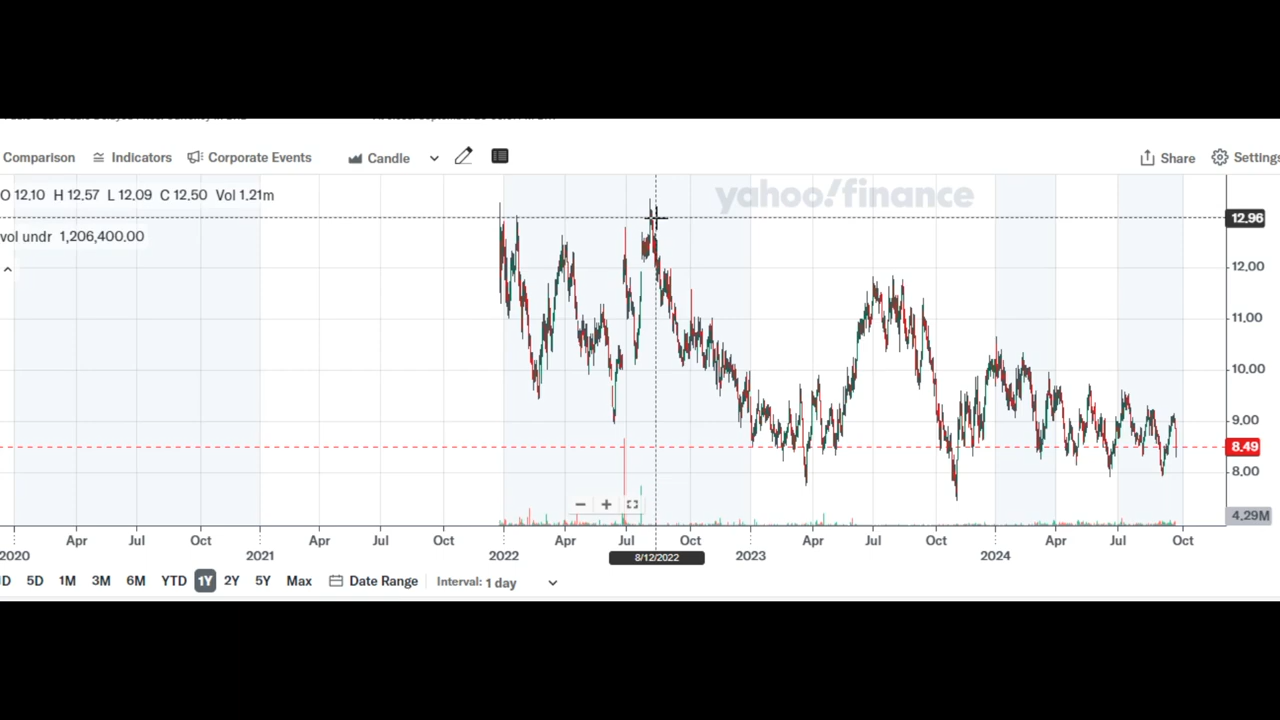 Comparison Indicators Corporate Events Candle Share Settings
O 12,10 H 12,57 L 12,09 C 12,50 Vol 1.21m
yahoo!finance
12,96
vol undr 1,206,400.00
12,00
11,00
10,00
9,00
8,49
8,00
4,29M
Apr Jul Oct Apr Jul Oct Apr Jul Oct Apr Jul Oct Apr Jul Oct
2020 2021 2022 8/12/2022 2023 2024
5D 1M 3M 6M YTD 1Y 2Y 5Y Max Date Range Interval: 1 day